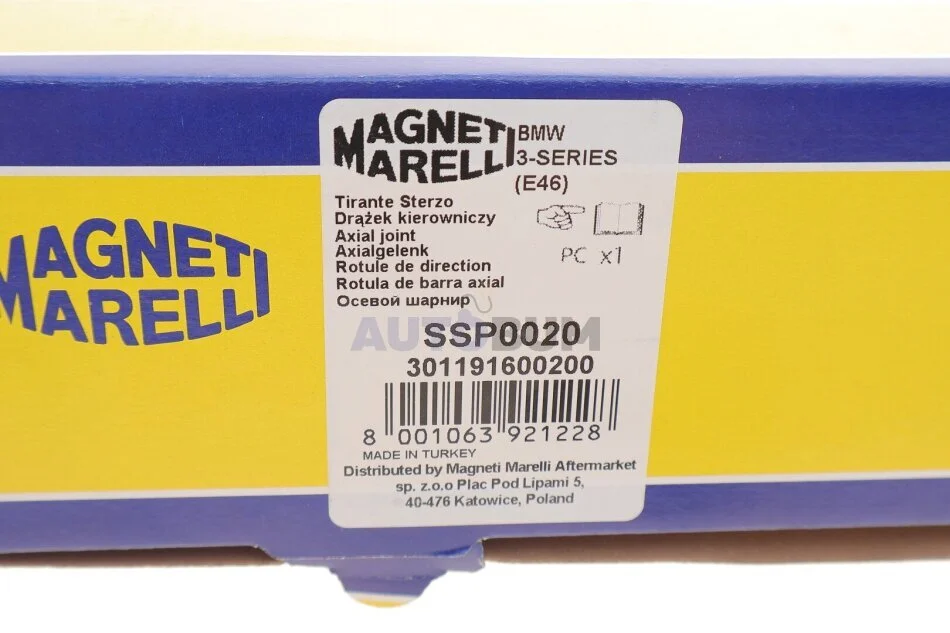 MAGNETI
MARELLI
MAGNETI
MARELLI
BMW
3-SERIES
(E46)
Tirante Sterzo
Drążek kierowniczy
Axial joint
Axialgelenk
Rotule de direction
Rotula de barra axial
Осевой шарнир
PC x1
AUTOBUM
SSP0020
301191600200
8 001063 921228
MADE IN TURKEY
Distributed by Magneti Marelli Aftermarket
sp. z.o.o Plac Pod Lipami 5,
40-476 Katowice, Poland